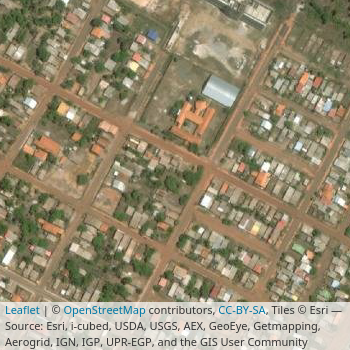 Leaflet | © OpenStreetMap contributors, CC-BY-SA, Tiles © Esri —
Source: Esri, i-cubed, USDA, USGS, AEX, GeoEye, Getmapping,
Aerogrid, IGN, IGP, UPR-EGP, and the GIS User Community